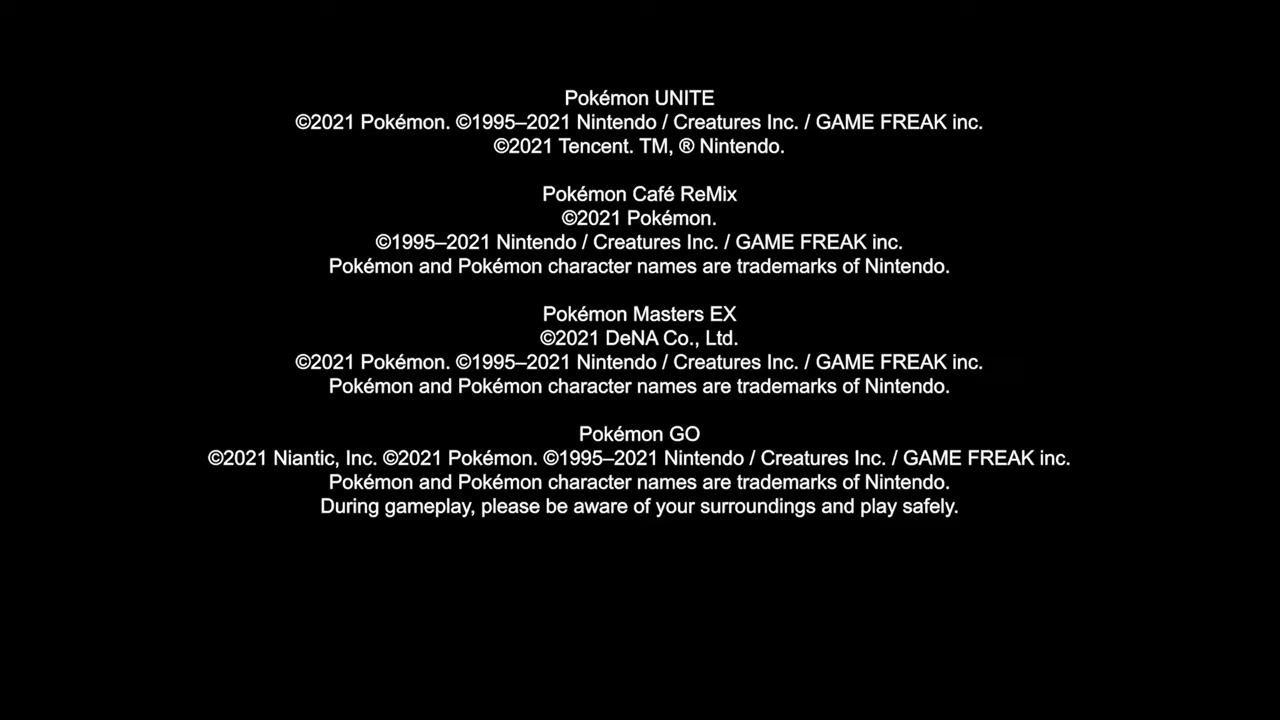 Pokémon UNITE
©2021 Pokémon. ©1995–2021 Nintendo / Creatures Inc. / GAME FREAK inc.
©2021 Tencent. TM, ® Nintendo.
Pokémon Café ReMix
©2021 Pokémon.
©1995–2021 Nintendo / Creatures Inc. / GAME FREAK inc.
Pokémon and Pokémon character names are trademarks of Nintendo.
Pokémon Masters EX
©2021 DeNA Co., Ltd.
©2021 Pokémon. ©1995–2021 Nintendo / Creatures Inc. / GAME FREAK inc.
Pokémon and Pokémon character names are trademarks of Nintendo.
Pokémon GO
©2021 Niantic, Inc. ©2021 Pokémon. ©1995–2021 Nintendo / Creatures Inc. / GAME FREAK inc.
Pokémon and Pokémon character names are trademarks of Nintendo.
During gameplay, please be aware of your surroundings and play safely.